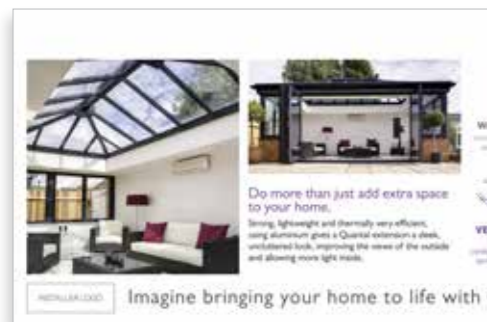 Do more than just add extra space
to your home.
Strong, lightweight and thermally very efficient,
using aluminium gives a Quantal extension a sleek,
uncluttered look, improving the views of the outside
and allowing more light inside.
INSTALLER LOGO
Imagine bringing your home to life with